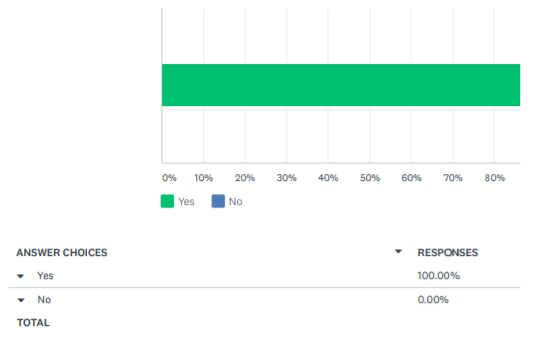 0% 10% 20% 30% 40% 50% 60% 70% 80%
Yes No
ANSWER CHOICES RESPONSES
Yes 100.00%
No 0.00%
TOTAL